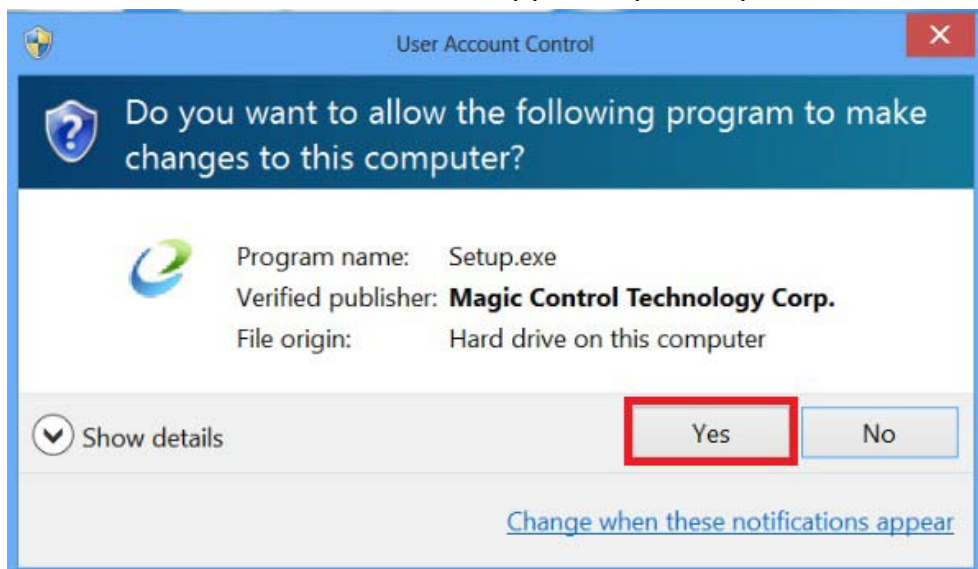 User Account Control
Do you want to allow the following program to make
changes to this computer?
Program name: Setup.exe
Verified publisher: Magic Control Technology Corp.
File origin: Hard drive on this computer
Show details
Yes
No
Change when these notifications appear